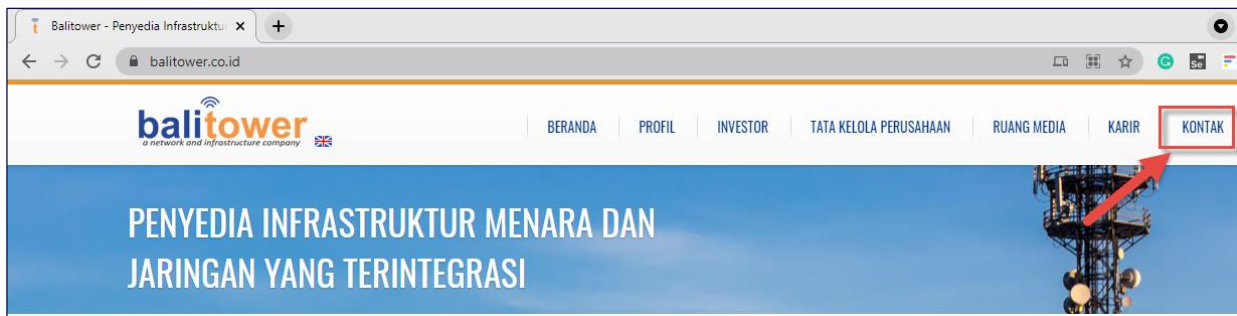 Balitower - Penyedia Infrastruktu
balitower.co.id
Se
balitower
a network and infrastructure company
BERANDA PROFIL INVESTOR TATA KELOLA PERUSAHAAN RUANG MEDIA KARIR KONTAK
PENYEDIA INFRASTRUKTUR MENARA DAN
JARINGAN YANG TERINTEGRASI